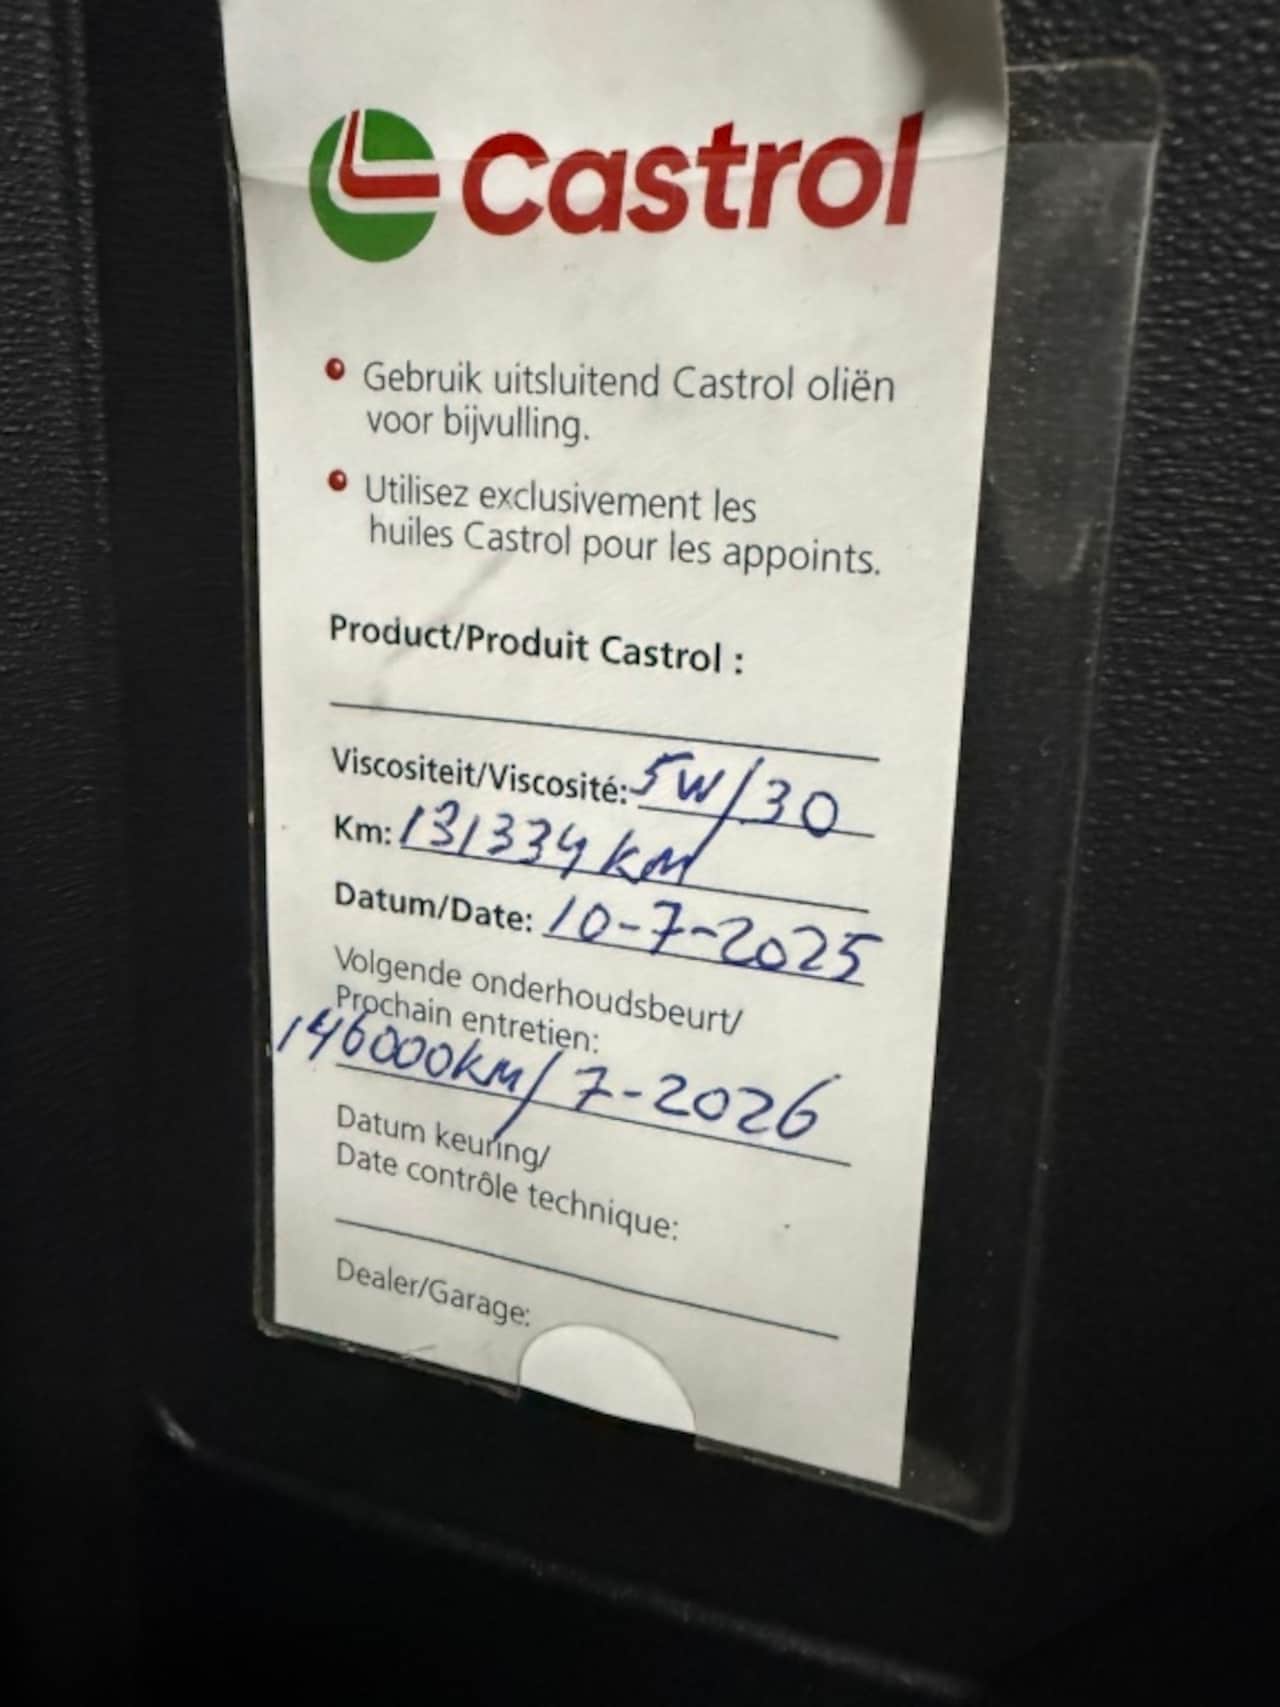 Castrol
Gebruik uitsluitend Castrol oliën
voor bijvulling.
Utilisez exclusivement les
huiles Castrol pour les appoints.
Product/Produit Castrol :
Viscositeit/Viscosité: 5W/30
Km: 131334 KM
Datum/Date: 10-7-2025
Volgende onderhoudsbeurt/
Prochain entretien:
146000KM/7-2026
Datum keuring/
Date contrôle technique:
Dealer/Garage: